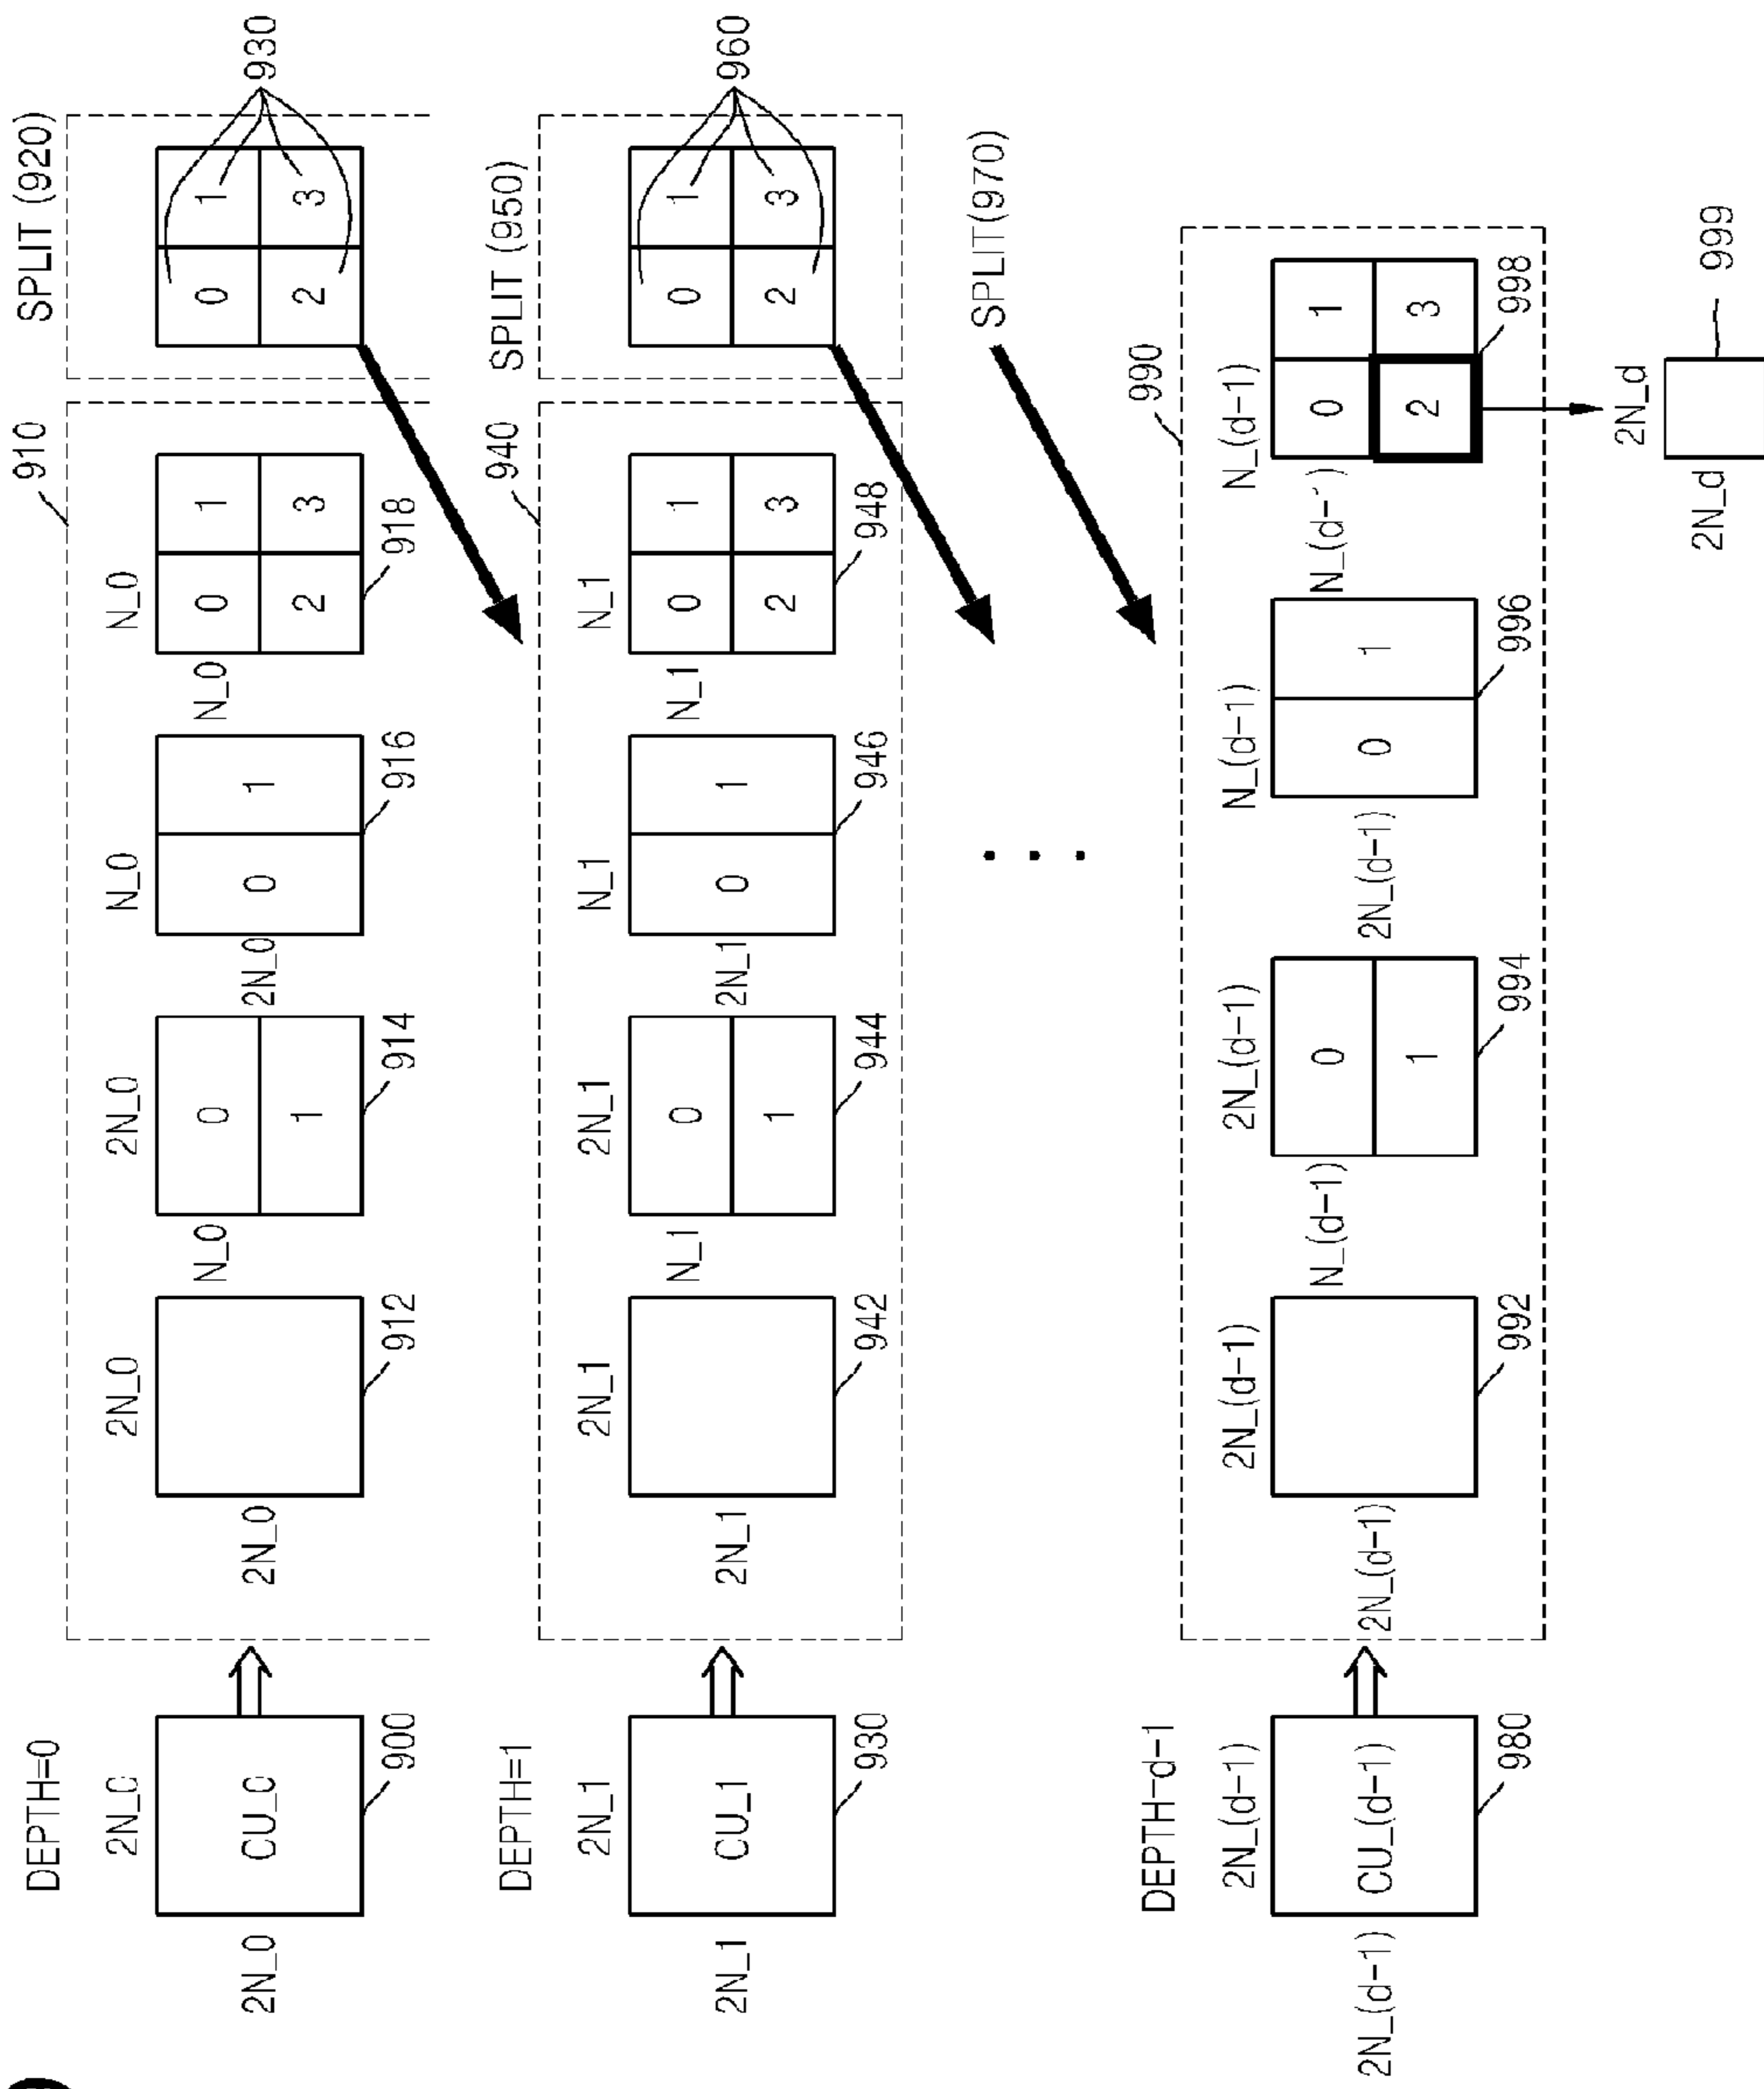 DEPTH=0
2N_0
2N_0
CU_0
900
910
2N_0
2N_0
912
2N_0
N_0
0
1
914
N_0
2N_0
0
1
916
N_0
N_0
0
1
2
3
918
SPLIT (920)
0
1
2
3
930
DEPTH=1
2N_1
2N_1
CU_1
930
940
2N_1
2N_1
942
2N_1
N_1
0
1
944
N_1
2N_1
0
1
946
N_1
N_1
0
1
2
3
948
SPLIT (950)
0
1
2
3
960
SPLIT(970)
DEPTH=d-1
2N_(d-1)
2N_(d-1)
CU_(d-1)
980
990
2N_(d-1)
2N_(d-1)
992
2N_(d-1)
N_(d-1)
0
1
994
N_(d-1)
2N_(d-1)
0
1
996
N_(d-1)
N_(d-1)
0
1
2
3
998
2N_d
2N_d
999